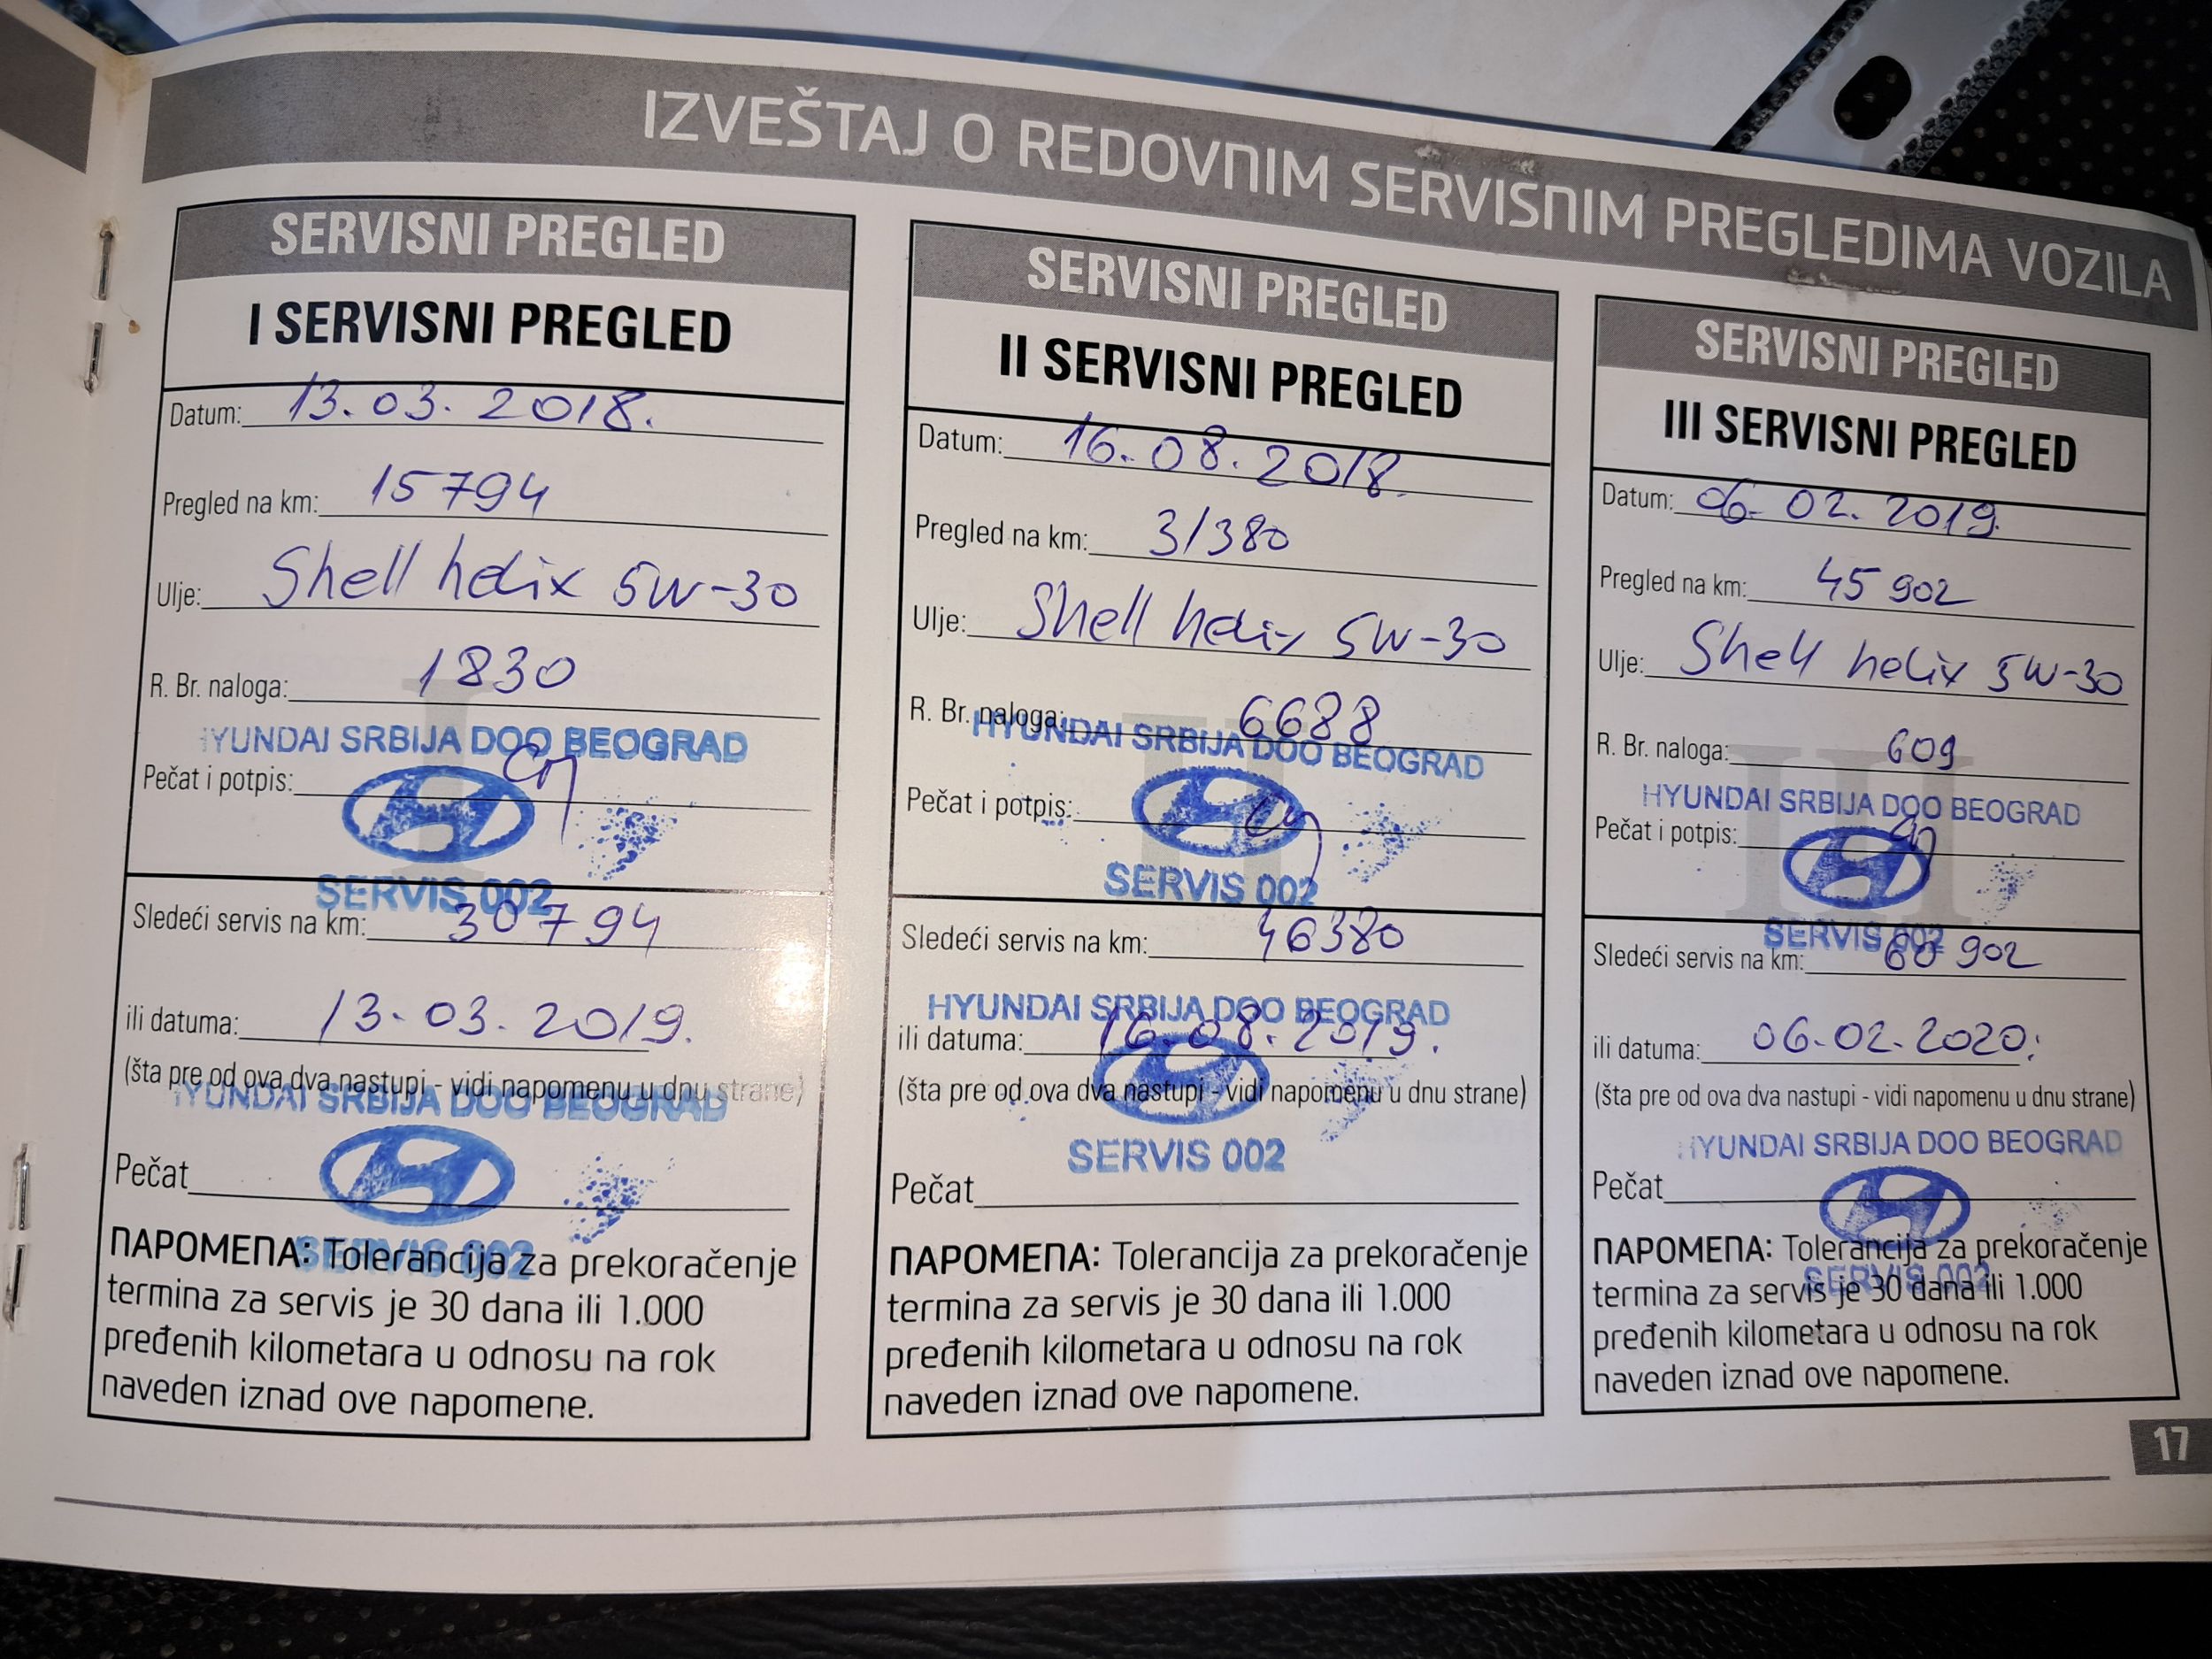 IZVEŠTAJ O REDOVNIM SERVISNIM PREGLEDIMA VOZILA
SERVISNI PREGLED
I SERVISNI PREGLED
Datum: 13.03.2018.
Pregled na km: 15794
Ulje: Shell helix 5W-30
R. Br. naloga: 1830
HYUNDAI SRBIJA DOO BEOGRAD
Pečat i potpis:
SERVIS 002
Sledeći servis na km: 30794
ili datuma: 13.03.2019.
(šta pre od ova dva nastupi - vidi napomenu u dnu strane)
HYUNDAI SRBIJA DOO BEOGRAD
Pečat
SERVIS 002
NAPOMENA: Tolerancija za prekoračenje
termina za servis je 30 dana ili 1.000
pređenih kilometara u odnosu na rok
naveden iznad ove napomene.
SERVISNI PREGLED
II SERVISNI PREGLED
Datum: 16.08.2018.
Pregled na km: 31380
Ulje: Shell helix 5W-30
R. Br. naloga: 6688
HYUNDAI SRBIJA DOO BEOGRAD
Pečat i potpis:
SERVIS 002
Sledeći servis na km: 46380
HYUNDAI SRBIJA DOO BEOGRAD
ili datuma: 16.08.2019.
(šta pre od ova dva nastupi - vidi napomenu u dnu strane)
SERVIS 002
Pečat
NAPOMENA: Tolerancija za prekoračenje
termina za servis je 30 dana ili 1.000
pređenih kilometara u odnosu na rok
naveden iznad ove napomene.
SERVISNI PREGLED
III SERVISNI PREGLED
Datum: 06.02.2019.
Pregled na km: 45902
Ulje: Shell helix 5W-30
R. Br. naloga: 609
HYUNDAI SRBIJA DOO BEOGRAD
Pečat i potpis:
SERVIS 002
Sledeći servis na km: 60902
ili datuma: 06.02.2020.
(šta pre od ova dva nastupi - vidi napomenu u dnu strane)
HYUNDAI SRBIJA DOO BEOGRAD
Pečat
SERVIS 002
NAPOMENA: Tolerancija za prekoračenje
termina za servis je 30 dana ili 1.000
pređenih kilometara u odnosu na rok
naveden iznad ove napomene.
17